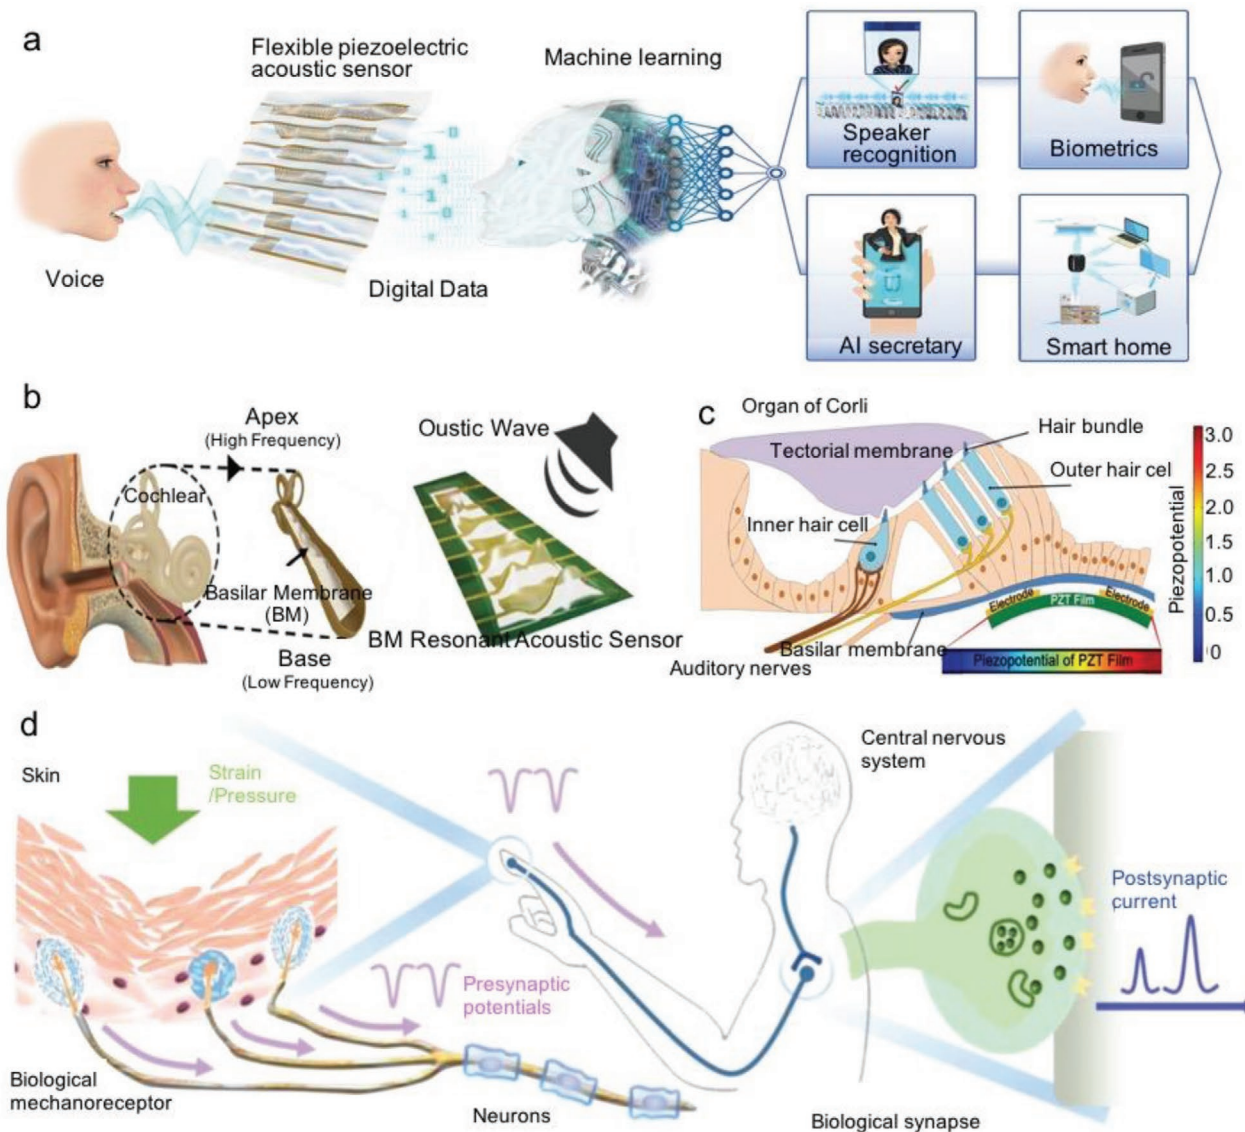 a
Flexible piezoelectric
acoustic sensor
Machine learning
Voice
Digital Data
Speaker
recognition
Biometrics
AI secretary
Smart home
b
Apex
(High Frequency)
Cochlear
Basilar Membrane
(BM)
Base
(Low Frequency)
Oustic Wave
BM Resonant Acoustic Sensor
c
Organ of Corli
Tectorial membrane
Hair bundle
Outer hair cel
Inner hair cell
Electrode
PZT Film
Electrode
Basilar membrane
Auditory nerves
Piezopotential of PZT Film
Piezopotential
3.0
2.5
2.0
1.5
1.0
0.5
0
d
Skin
Strain
/Pressure
Presynaptic
potentials
Biological
mechanoreceptor
Neurons
Central nervous
system
Biological synapse
Postsynaptic
current